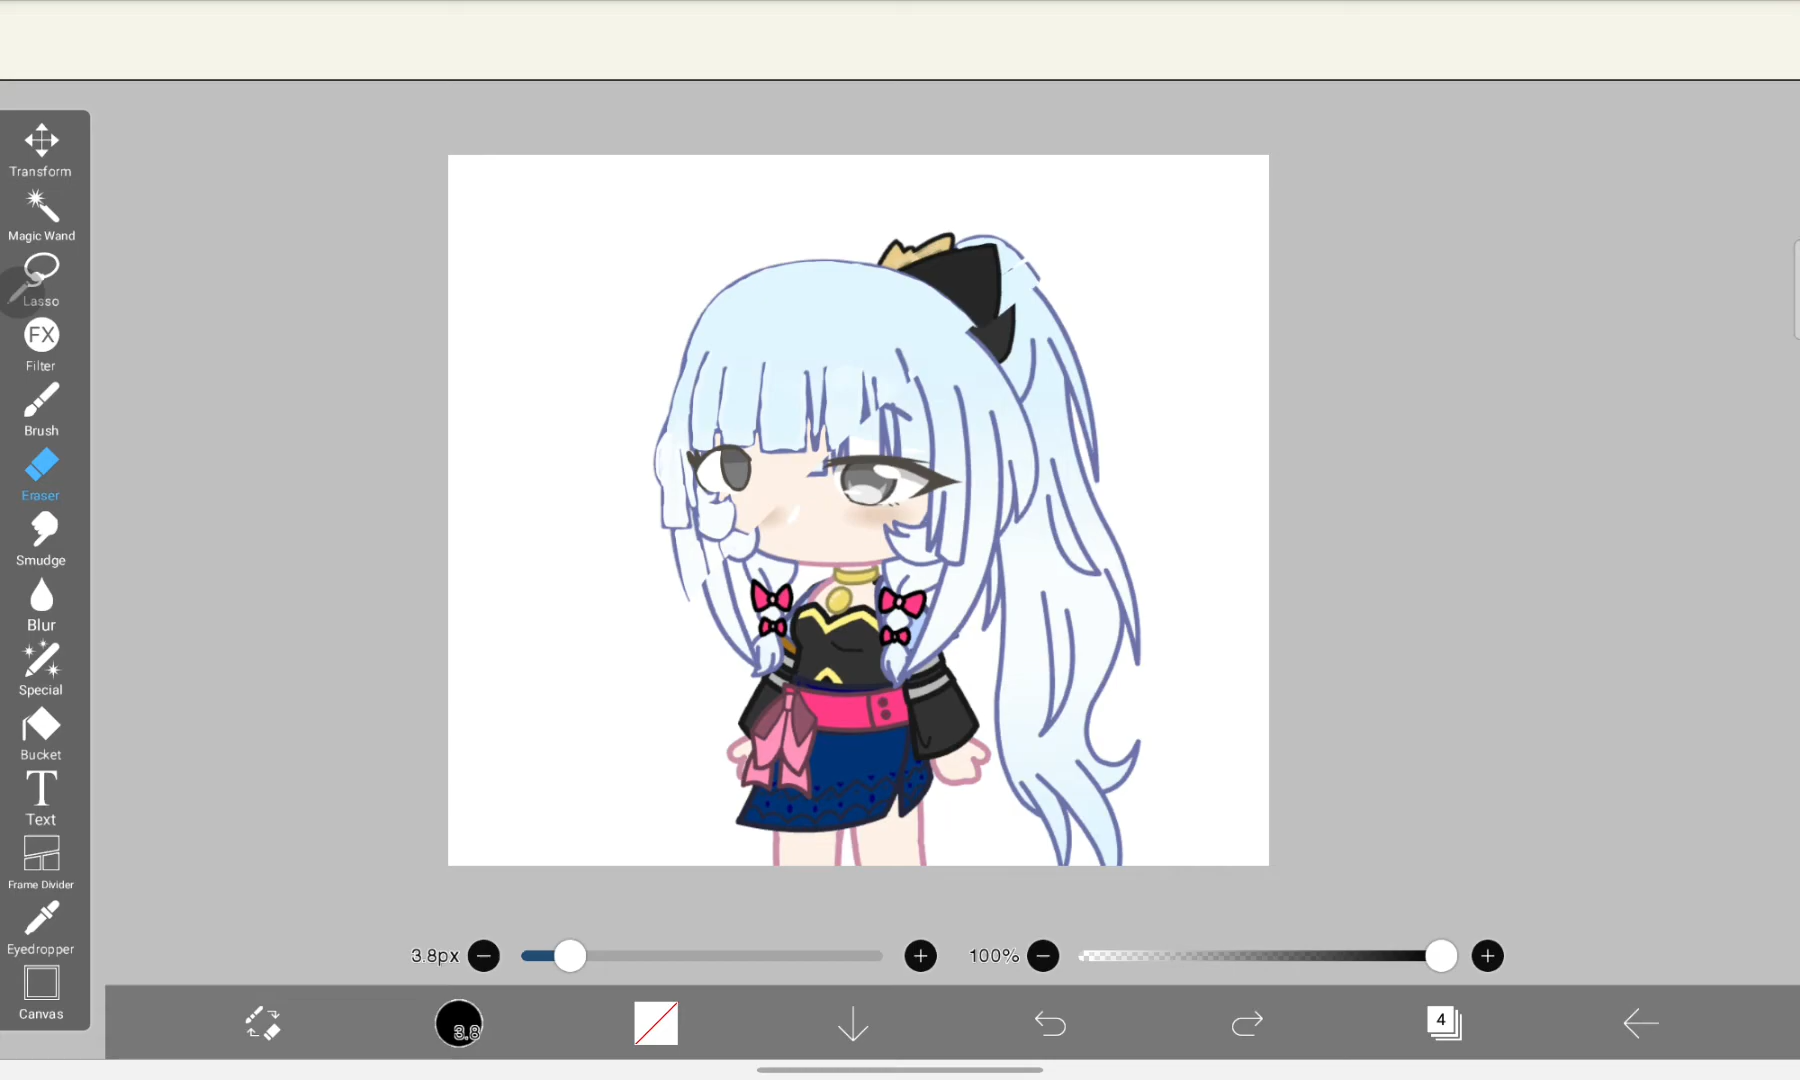 Transform
Magic Wand
Lasso
FX
Filter
Brush
Eraser
Smudge
Blur
Special
Bucket
T
Text
Frame Divider
Eyedropper
Canvas
3.8px
100%
3.8
4